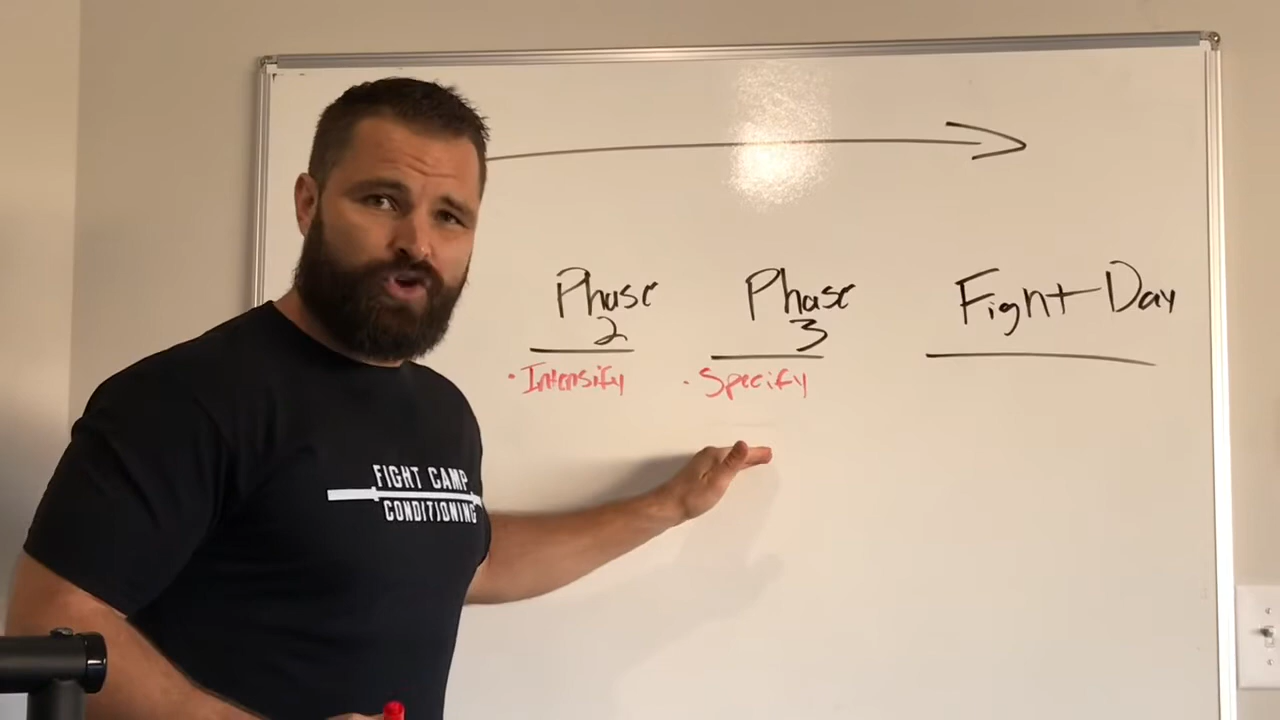 Phase
2
• Intensify
Phase
3
• Specify
Fight Day
FIGHT CAMP
CONDITIONING